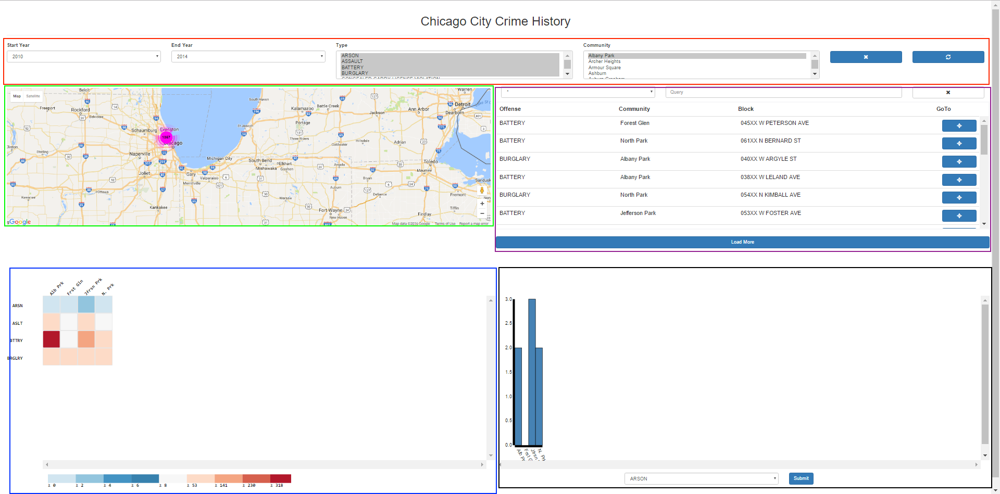 Chicago City Crime History
Start Year
End Year
Type
Community
2010
2014
ARSON
ASSAULT
BATTERY
BURGLARY
CONCEALED CARRY LICENSE VIOLATION
Albany Park
Archer Heights
Armour Square
Ashburn
Auburn Gresham
Map Satellite
Beloit
Freeport
Rockford
Belvidere
Schaumburg
Evanston
1367
Chicago
Clinton
Sterling
Naperville
Joliet
Ottawa
Kewanee
Kankakee
Gary
Valparaiso
Merrillville
Michigan City
South Haven
St Joseph
Kalamazoo
Battle Creek
Portage
Three Rivers
Coldwater
Hillsdale
Jackson
Ann Arbor
Warren
Detroit
Dearborn
Lake St C
Adrian
Toledo
Maumee
South Bend
Elkhart
Mishawaka
Goshen
Angola
Auburn
Bryan
Defiance
Warsaw
Fort Wayne
New Haven
Findlay
Tiffin
Fremont
Sandusk
Nor
Google
Map data ©2016 Google Terms of Use Report a map error
*
Query
Offense Community Block GoTo
BATTERY Forest Glen 045XX W PETERSON AVE
BATTERY North Park 061XX N BERNARD ST
BURGLARY Albany Park 040XX W ARGYLE ST
BATTERY Albany Park 038XX W LELAND AVE
BURGLARY North Park 054XX N KIMBALL AVE
BATTERY Jefferson Park 053XX W FOSTER AVE
Load More
Alb Prk
Frst Gln
Jfrsn Prk
N. Prk
ARSN
ASLT
BTTRY
BRGLRY
≥ 0 ≥ 2 ≥ 4 ≥ 6 ≥ 8 ≥ 53 ≥ 141 ≥ 230 ≥ 318
3.0
2.5
2.0
1.5
1.0
0.5
0.0
Alb Pr
Frst G
Jfrsn
N. Prk
ARSON
Submit